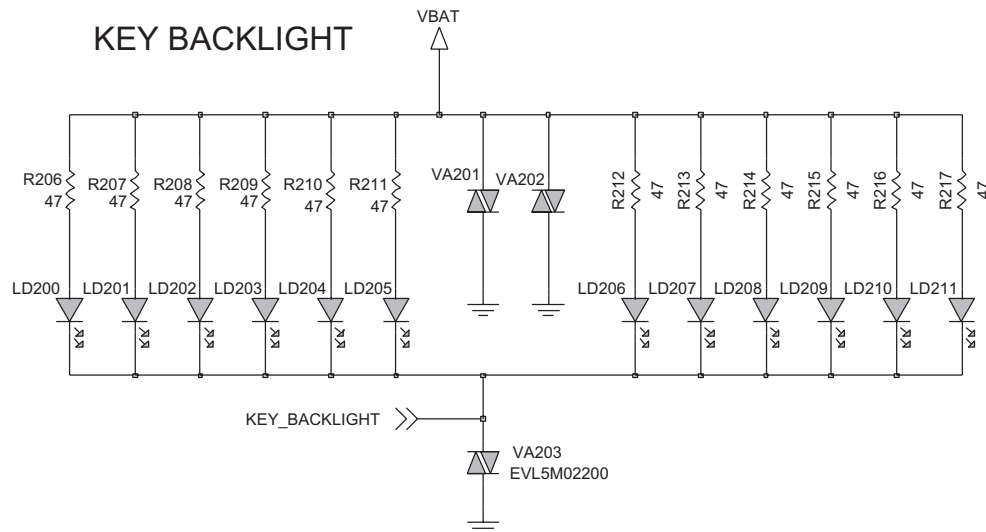 VBAT
KEY BACKLIGHT
R206
47
R207
47
R208
47
R209
47
R210
47
R211
47
VA201
VA202
R212
47
R213
47
R214
47
R215
47
R216
47
R217
47
LD200
LD201
LD202
LD203
LD204
LD205
LD206
LD207
LD208
LD209
LD210
LD211
KEY_BACKLIGHT
VA203
EVL5M02200